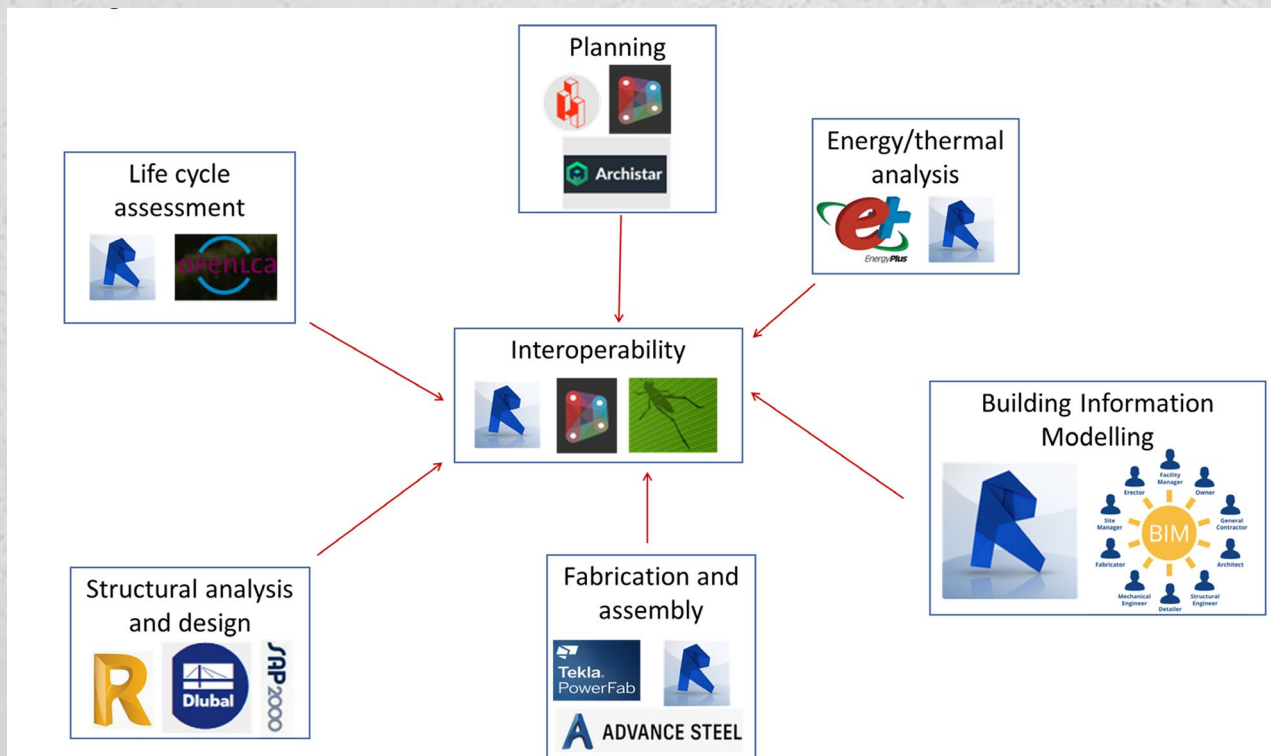 Planning
Archistar
Energy/thermal
analysis
et
EnergyPlus
Life cycle
assessment
openLCA
Interoperability
Building Information
Modelling
Facility
Manager
Erector
Owner
Site
Manager
General
Contractor
BIM
Fabricator
Architect
Mechanical
Engineer
Structural
Engineer
Detailer
Structural analysis
and design
R
Dlubal
SAP2000
Fabrication and
assembly
Tekla
PowerFab
ADVANCE STEEL